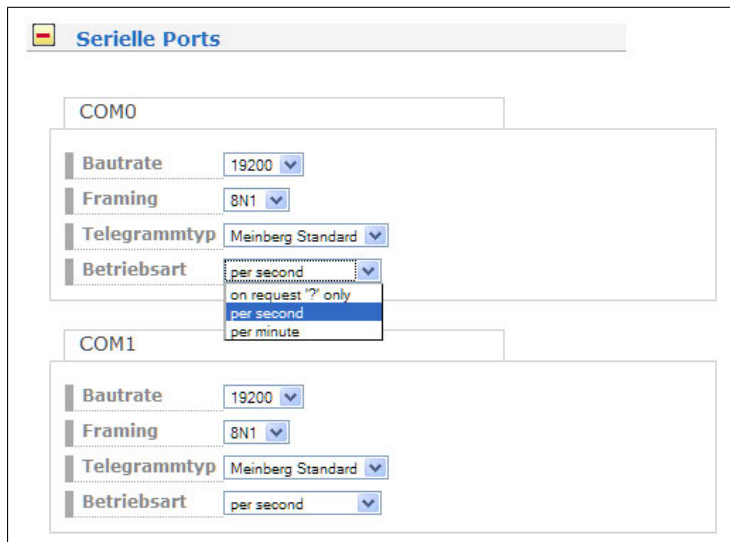 Serielle Ports
COM0
Bautrate 19200
Framing 8N1
Telegrammtyp Meinberg Standard
Betriebsart per second
on request '?' only
per second
per minute
COM1
Bautrate 19200
Framing 8N1
Telegrammtyp Meinberg Standard
Betriebsart per second